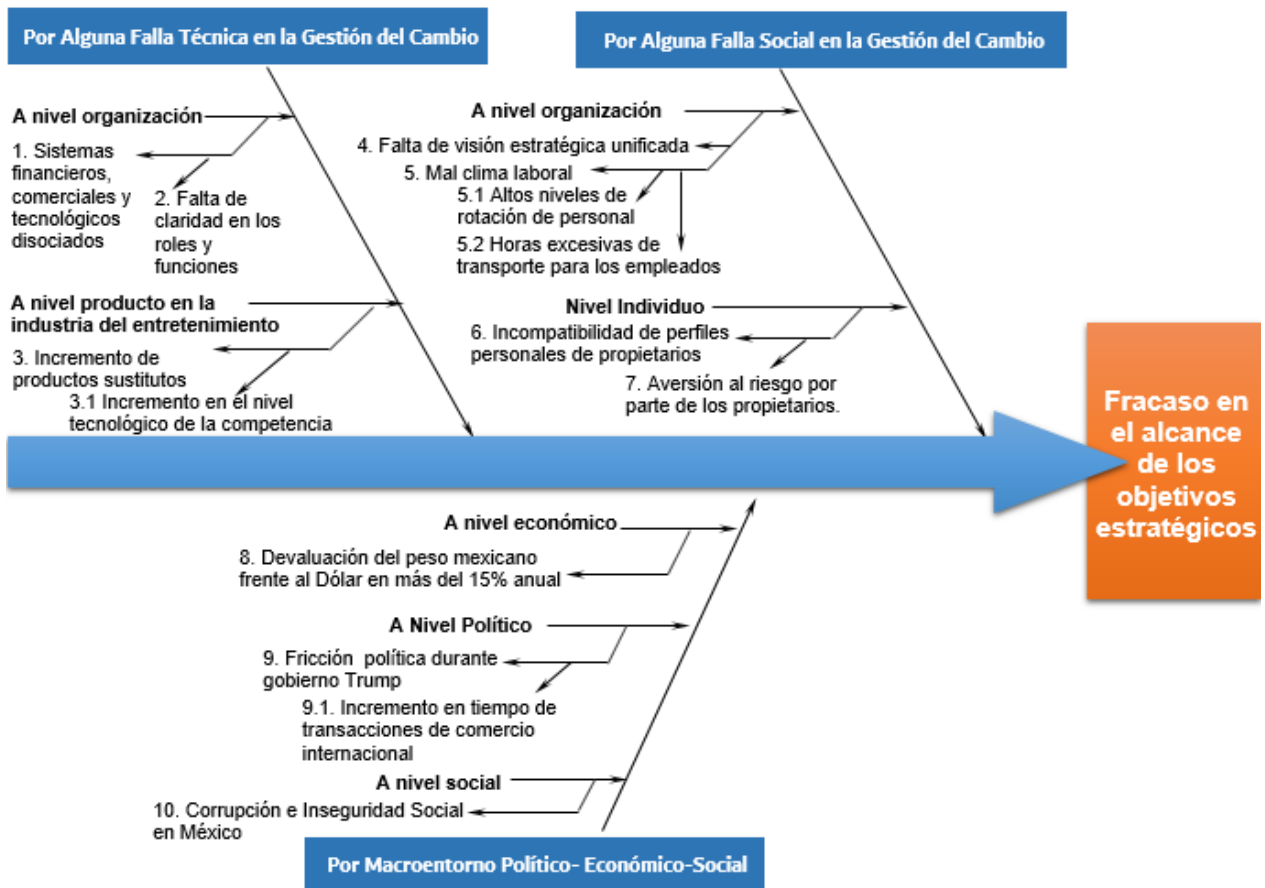 Por Alguna Falla Técnica en la Gestión del Cambio
A nivel organización
1. Sistemas
financieros,
comerciales y
tecnológicos
disociados
2. Falta de
claridad en los
roles y
funciones
A nivel producto en la
industria del entretenimiento
3. Incremento de
productos sustitutos
3.1 Incremento en el nivel
tecnológico de la competencia
Por Alguna Falla Social en la Gestión del Cambio
A nivel organización
4. Falta de visión estratégica unificada
5. Mal clima laboral
5.1 Altos niveles de
rotación de personal
5.2 Horas excesivas de
transporte para los empleados
Nivel Individuo
6. Incompatibilidad de perfiles
personales de propietarios
7. Aversión al riesgo por
parte de los propietarios.
Fracaso en
el alcance
de los
objetivos
estratégicos
A nivel económico
8. Devaluación del peso mexicano
frente al Dólar en más del 15% anual
A Nivel Político
9. Fricción política durante
gobierno Trump
9.1. Incremento en tiempo de
transacciones de comercio
internacional
A nivel social
10. Corrupción e Inseguridad Social
en México
Por Macroentorno Político- Económico-Social